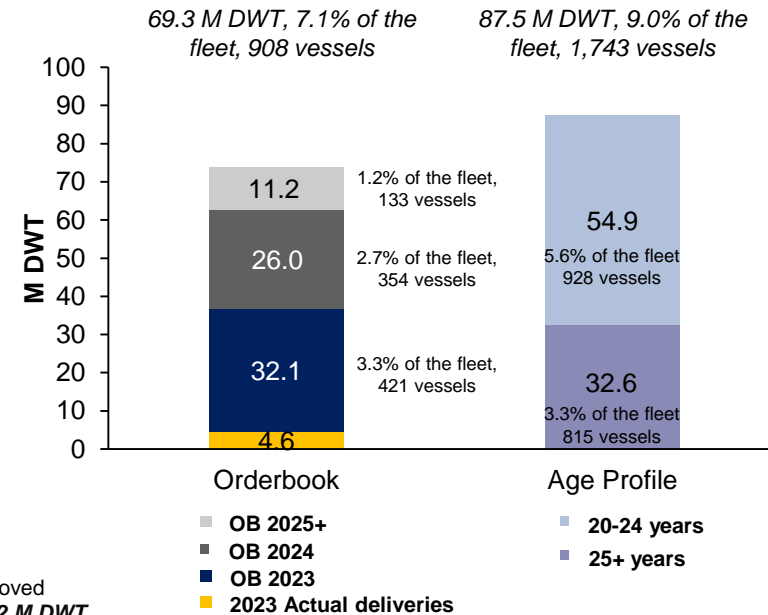 69.3 M DWT, 7.1% of the
fleet, 908 vessels
87.5 M DWT, 9.0% of the
fleet, 1,743 vessels
M DWT
100
90
80
70
60
50
40
30
20
10
0
11.2
1.2% of the fleet,
133 vessels
26.0
2.7% of the fleet,
354 vessels
32.1
3.3% of the fleet,
421 vessels
4.6
54.9
5.6% of the fleet
928 vessels
32.6
3.3% of the fleet
815 vessels
Orderbook
Age Profile
OB 2025+
OB 2024
OB 2023
2023 Actual deliveries
20-24 years
25+ years
M DWT